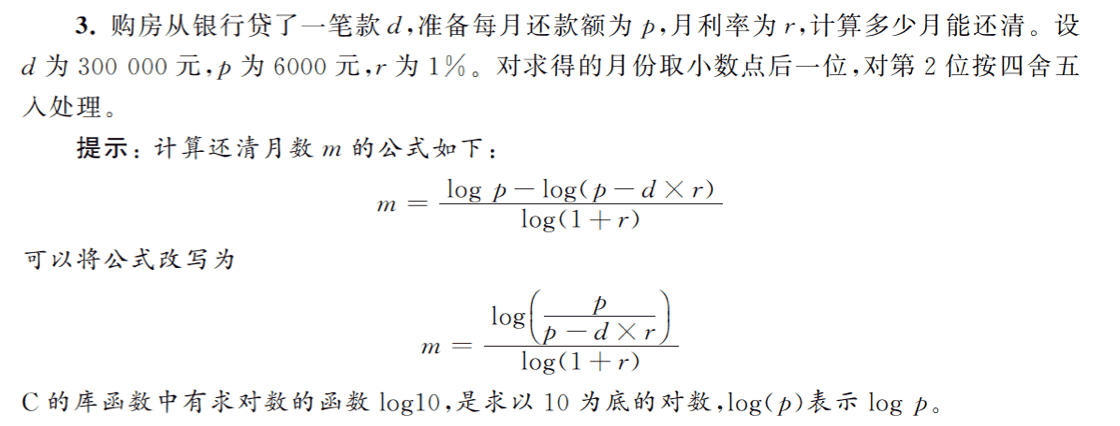 3. 购房从银行贷了一笔款 d,准备每月还款额为 p,月利率为 r,计算多少月能还清。设
d 为 300 000 元,p 为 6000 元,r 为 1%。对求得的月份取小数点后一位,对第 2 位按四舍五
入处理。
提示:计算还清月数 m 的公式如下:
m = \frac{\log p - \log(p - d × r)}{\log(1 + r)}
可以将公式改写为
m = \frac{\log\left(\frac{p}{p - d × r}\right)}{\log(1 + r)}
C 的库函数中有求对数的函数 log10,是求以 10 为底的对数,log(p)表示 log p。